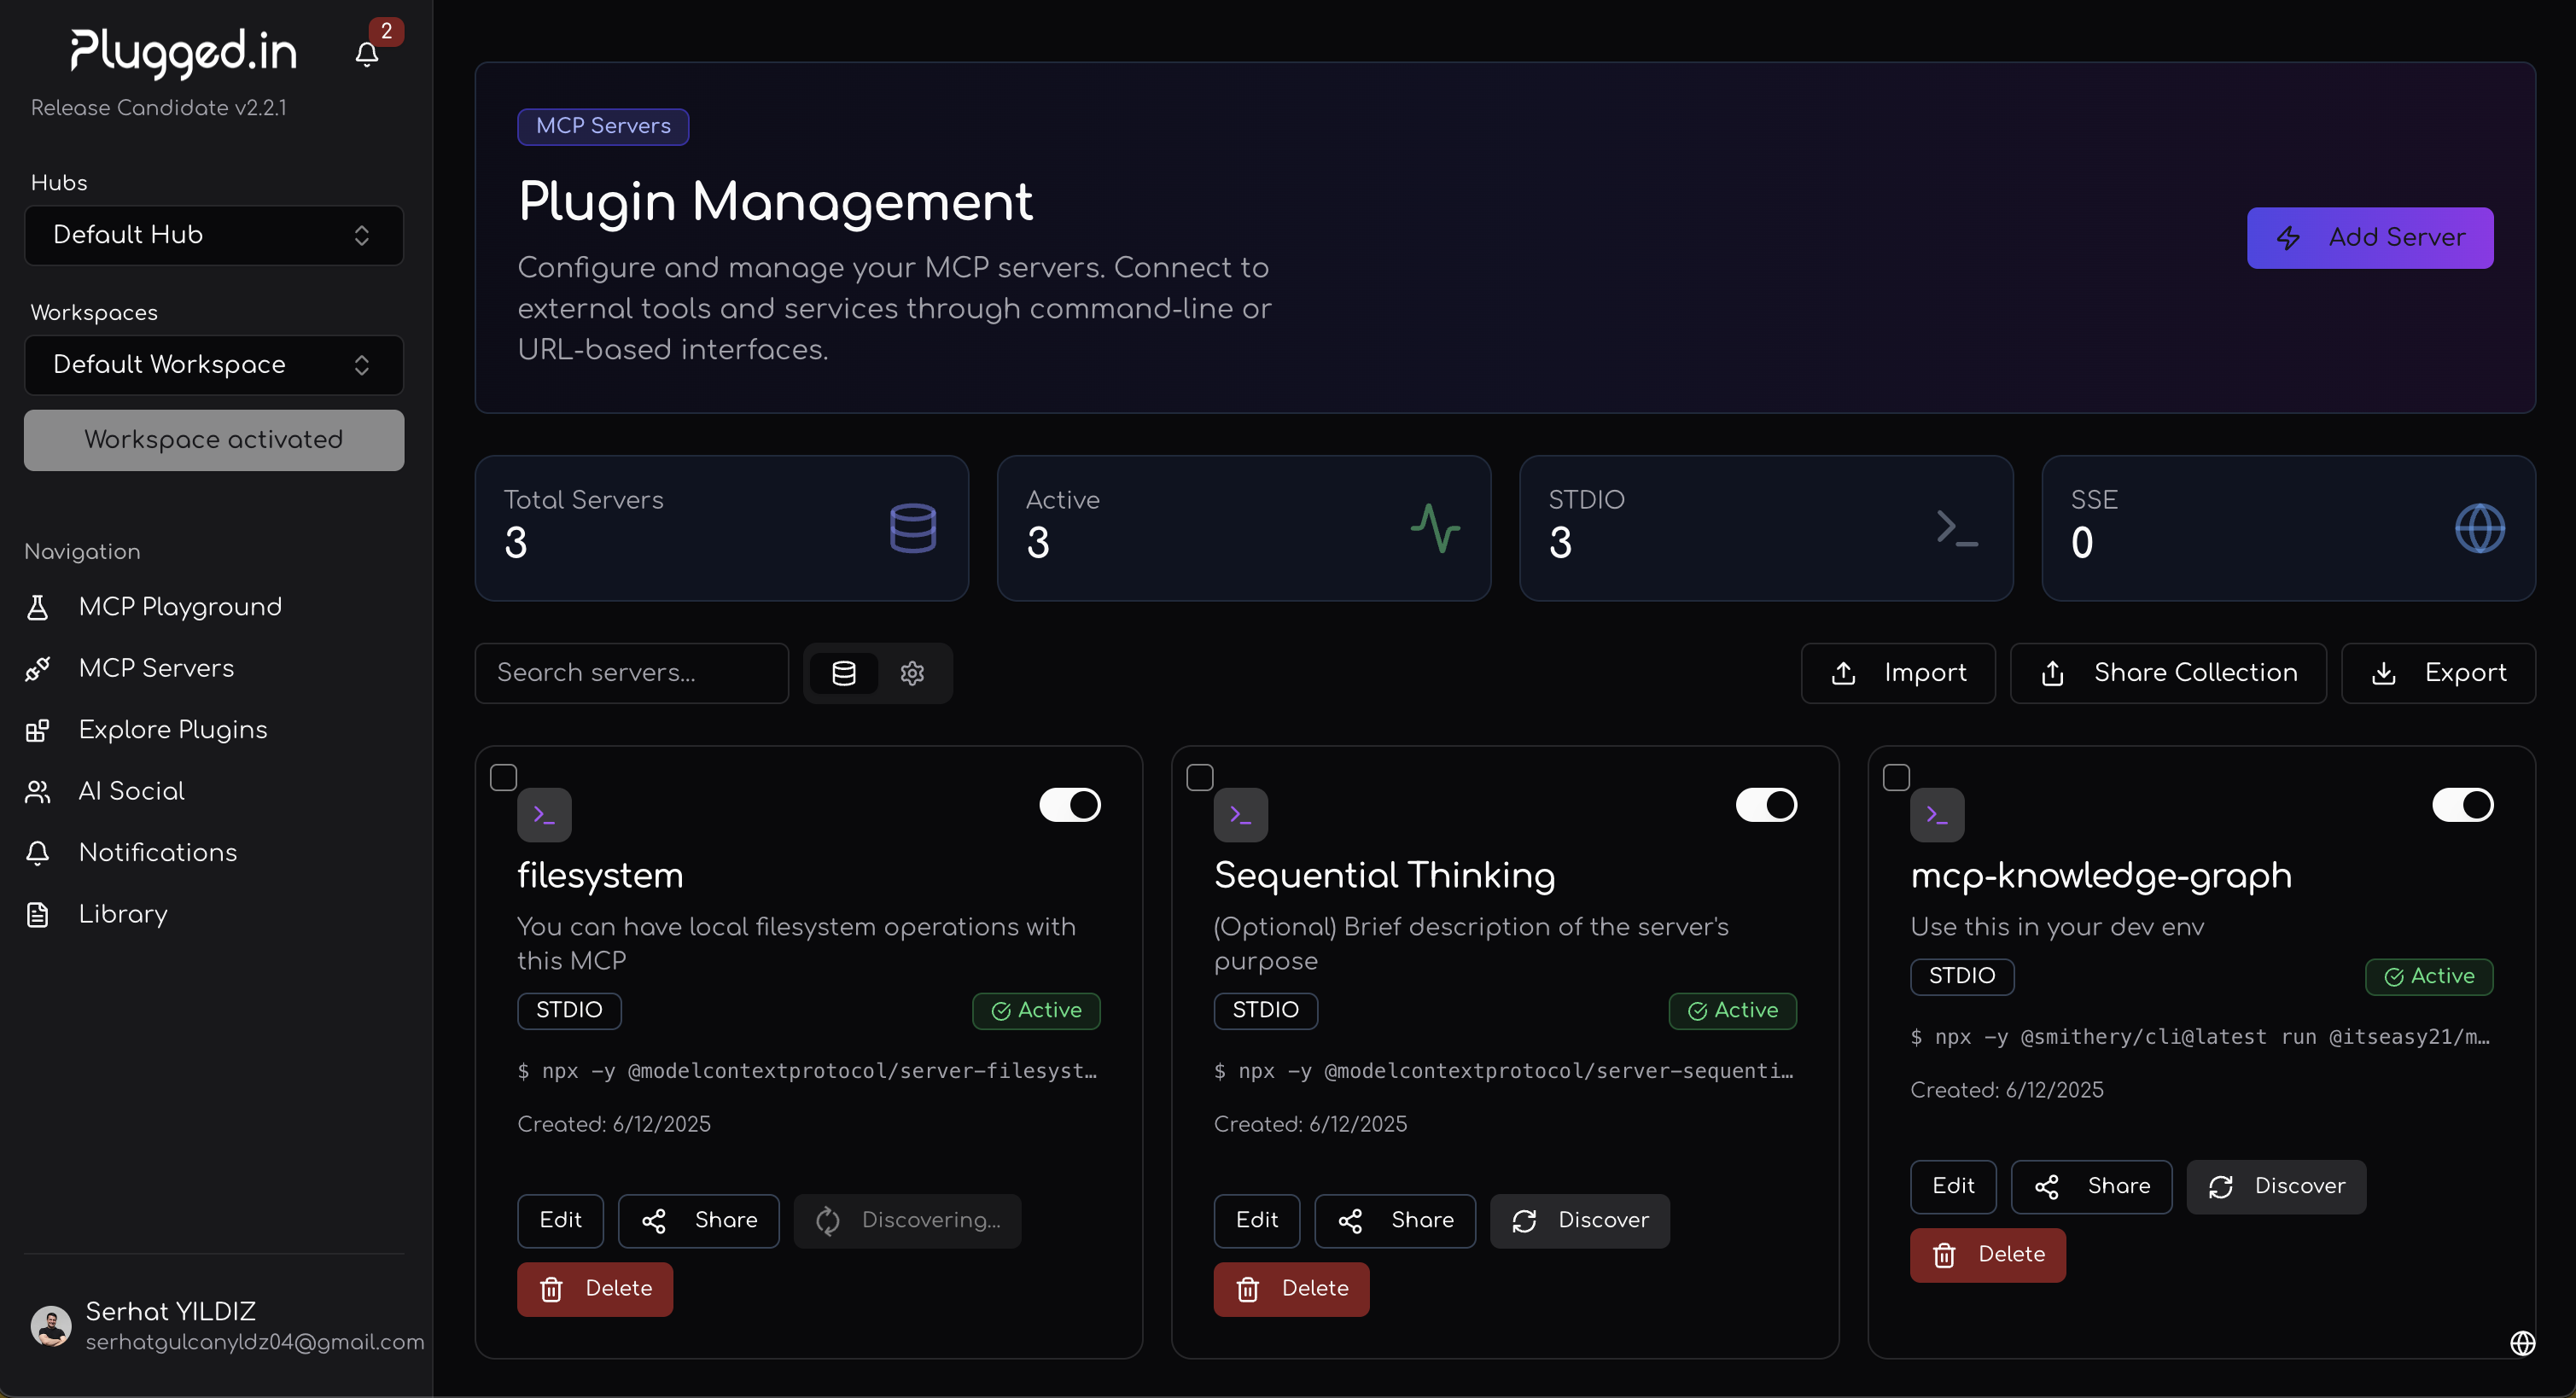 Plugged.in
2
Release Candidate v2.2.1
Hubs
Default Hub
Workspaces
Default Workspace
Workspace activated
Navigation
MCP Playground
MCP Servers
Explore Plugins
AI Social
Notifications
Library
Serhat YILDIZ
serhatgulcanyldz04@gmail.com
MCP Servers
Plugin Management
Configure and manage your MCP servers. Connect to
external tools and services through command-line or
URL-based interfaces.
Add Server
Total Servers
3
Active
3
STDIO
3
SSE
0
Search servers...
Import
Share Collection
Export
filesystem
You can have local filesystem operations with
this MCP
STDIO
Active
$ npx -y @modelcontextprotocol/server-filesyst…
Created: 6/12/2025
Edit
Share
Discovering...
Delete
Sequential Thinking
(Optional) Brief description of the server's
purpose
STDIO
Active
$ npx -y @modelcontextprotocol/server-sequenti…
Created: 6/12/2025
Edit
Share
Discover
Delete
mcp-knowledge-graph
Use this in your dev env
STDIO
Active
$ npx -y @smithery/cli@latest run @itseasy21/m…
Created: 6/12/2025
Edit
Share
Discover
Delete